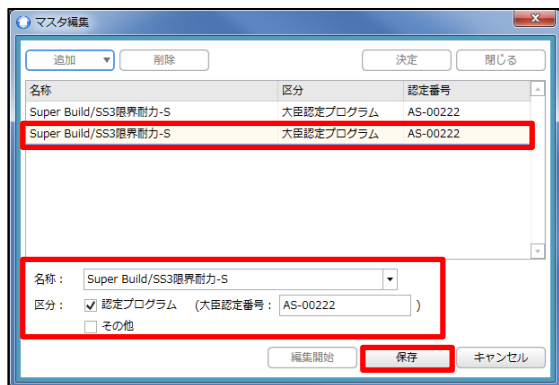 マスタ編集
追加 削除 決定 閉じる
名称 区分 認定番号
Super Build/SS3限界耐力-S 大臣認定プログラム AS-00222
Super Build/SS3限界耐力-S 大臣認定プログラム AS-00222
名称： Super Build/SS3限界耐力-S
区分： 認定プログラム （大臣認定番号： AS-00222 ）
その他
編集開始 保存 キャンセル